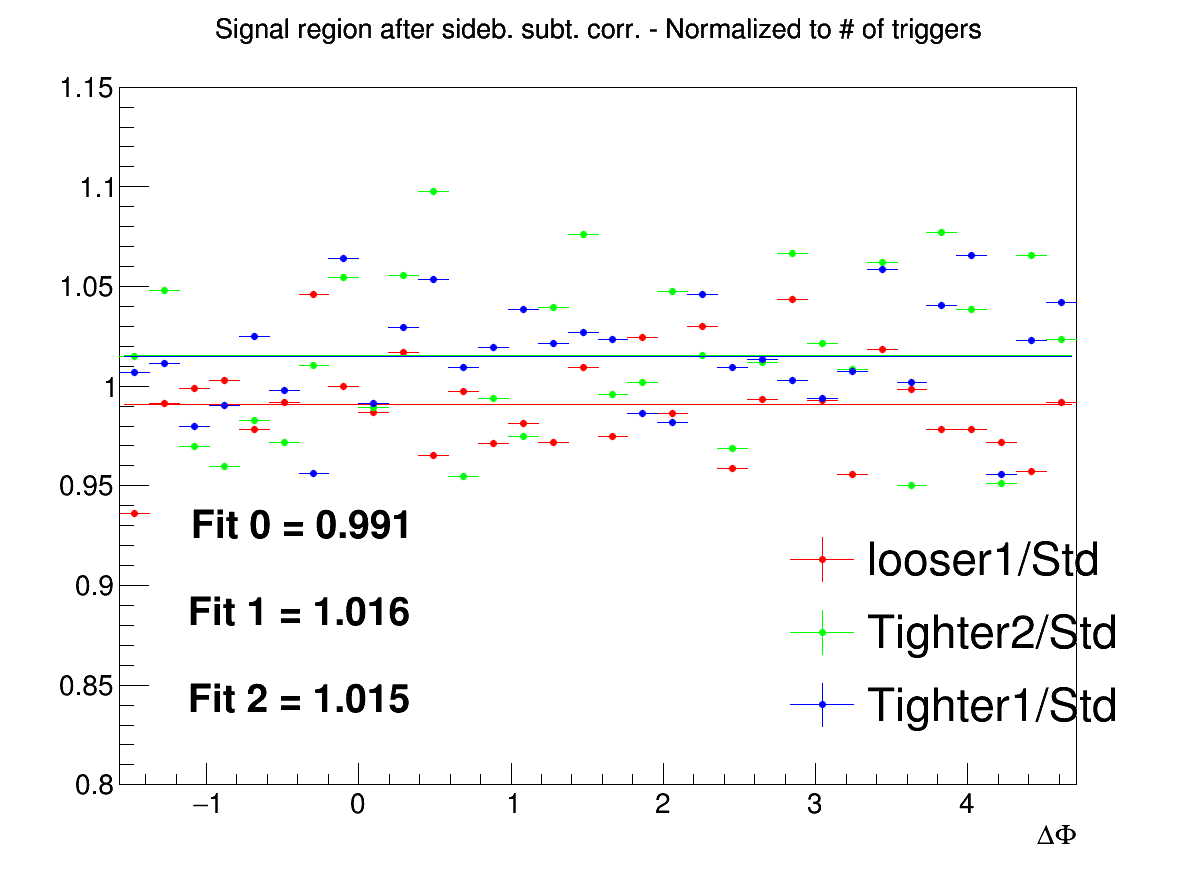 Signal region after sideb. subt. corr. - Normalized to # of triggers
1.15
1.1
1.05
1
0.95
0.9
0.85
0.8
Fit 0 = 0.991
Fit 1 = 1.016
Fit 2 = 1.015
looser1/Std
Tighter2/Std
Tighter1/Std
−1 0 1 2 3 4
ΔΦ